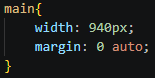 main{
    width: 940px;
    margin: 0 auto;
}